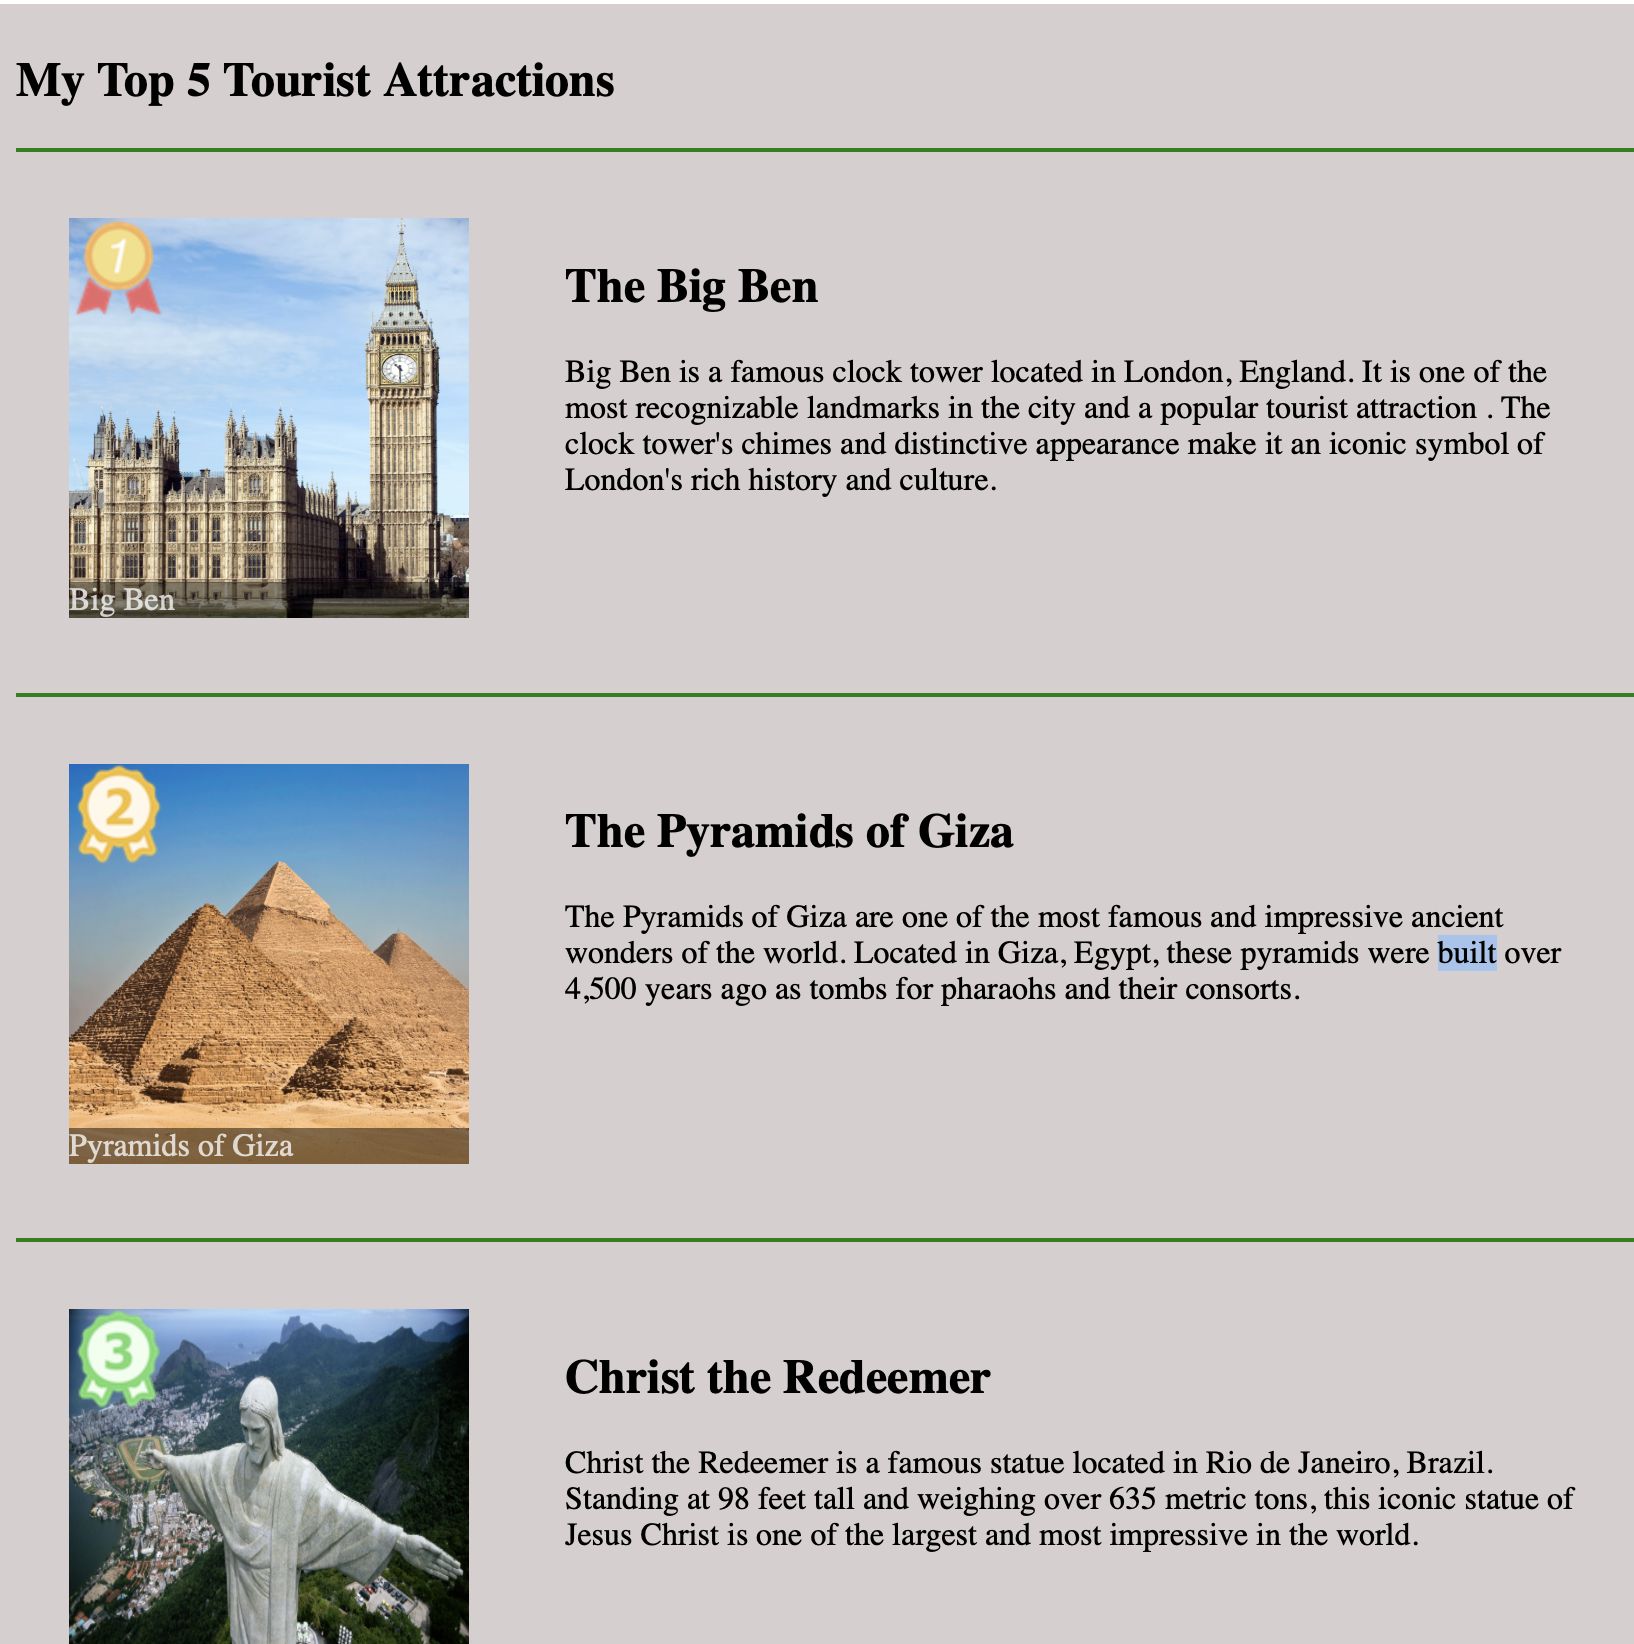 My Top 5 Tourist Attractions
1
Big Ben
The Big Ben
Big Ben is a famous clock tower located in London, England. It is one of the
most recognizable landmarks in the city and a popular tourist attraction . The
clock tower's chimes and distinctive appearance make it an iconic symbol of
London's rich history and culture.
2
Pyramids of Giza
The Pyramids of Giza
The Pyramids of Giza are one of the most famous and impressive ancient
wonders of the world. Located in Giza, Egypt, these pyramids were built over
4,500 years ago as tombs for pharaohs and their consorts.
3
Christ the Redeemer
Christ the Redeemer is a famous statue located in Rio de Janeiro, Brazil.
Standing at 98 feet tall and weighing over 635 metric tons, this iconic statue of
Jesus Christ is one of the largest and most impressive in the world.